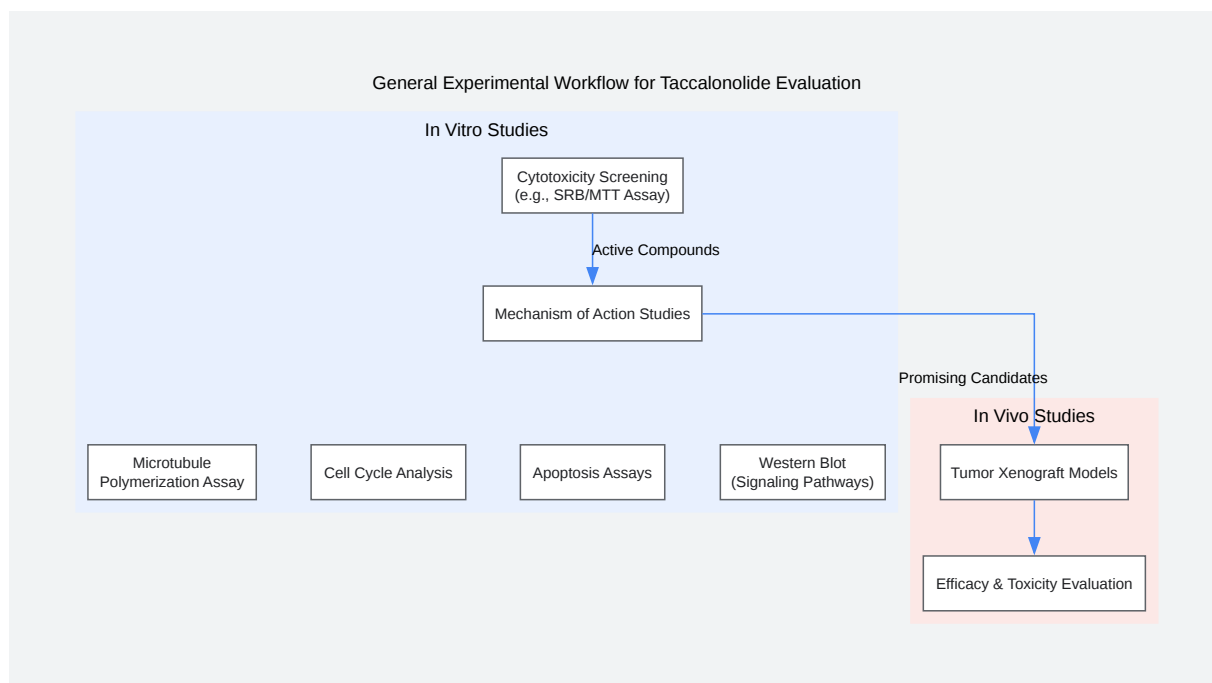 General Experimental Workflow for Taccalonolide Evaluation
In Vitro Studies
Cytotoxicity Screening
(e.g., SRB/MTT Assay)
Active Compounds
Mechanism of Action Studies
Promising Candidates
In Vivo Studies
Microtubule
Polymerization Assay
Cell Cycle Analysis
Apoptosis Assays
Western Blot
(Signaling Pathways)
Tumor Xenograft Models
Efficacy & Toxicity Evaluation